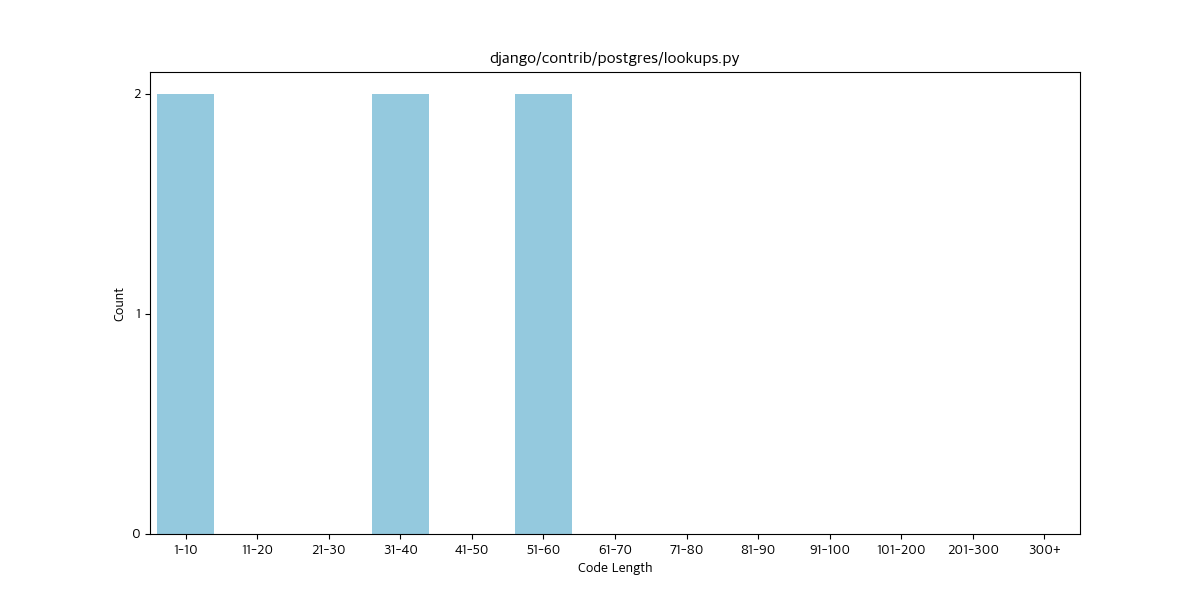 django/contrib/postgres/lookups.py
2
1
0
Count
1-10 11-20 21-30 31-40 41-50 51-60 61-70 71-80 81-90 91-100 101-200 201-300 300+
Code Length